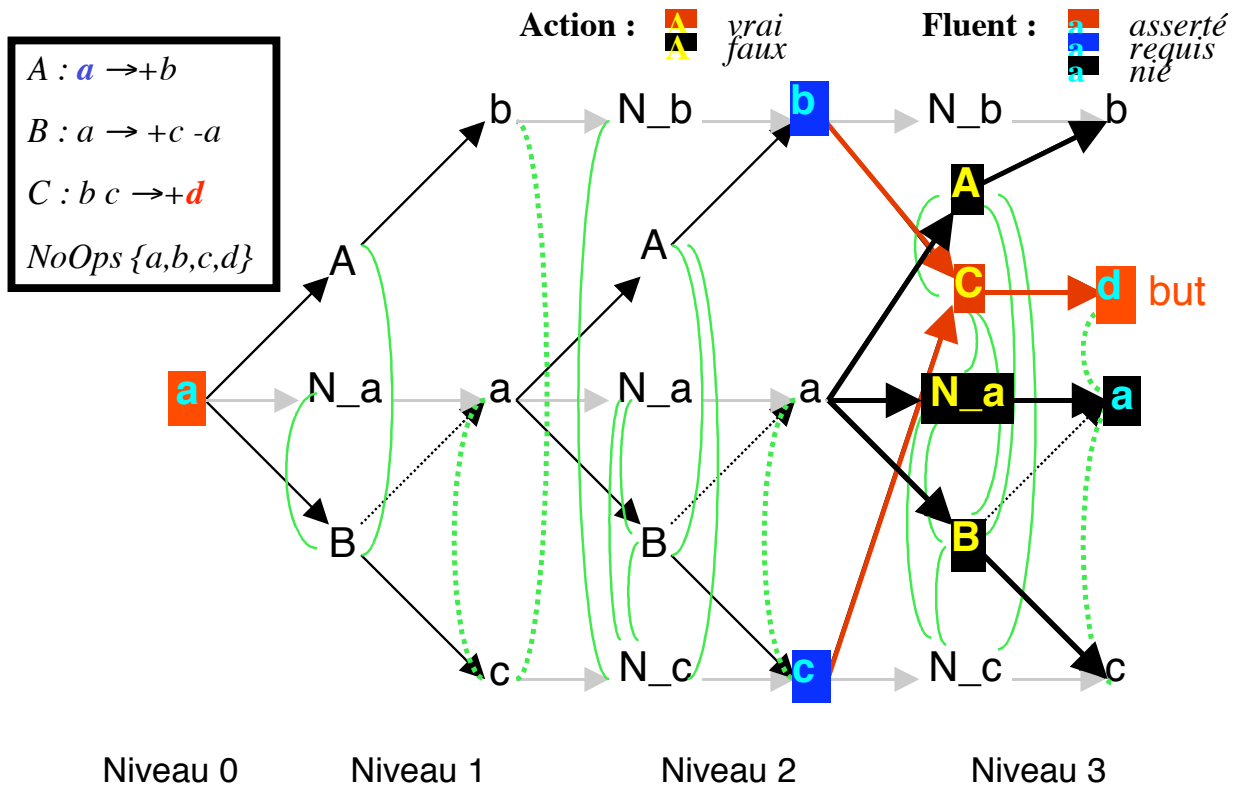 Action : A vrai
A faux
Fluent : a asserté
a requis
a nié
A : a →+b
B : a → +c -a
C : b c →+d
NoOps {a,b,c,d}
b N_b b N_b b
A A A
C d but
a N_a a N_a a N_a a
B B B
c N_c c N_c c
Niveau 0 Niveau 1 Niveau 2 Niveau 3